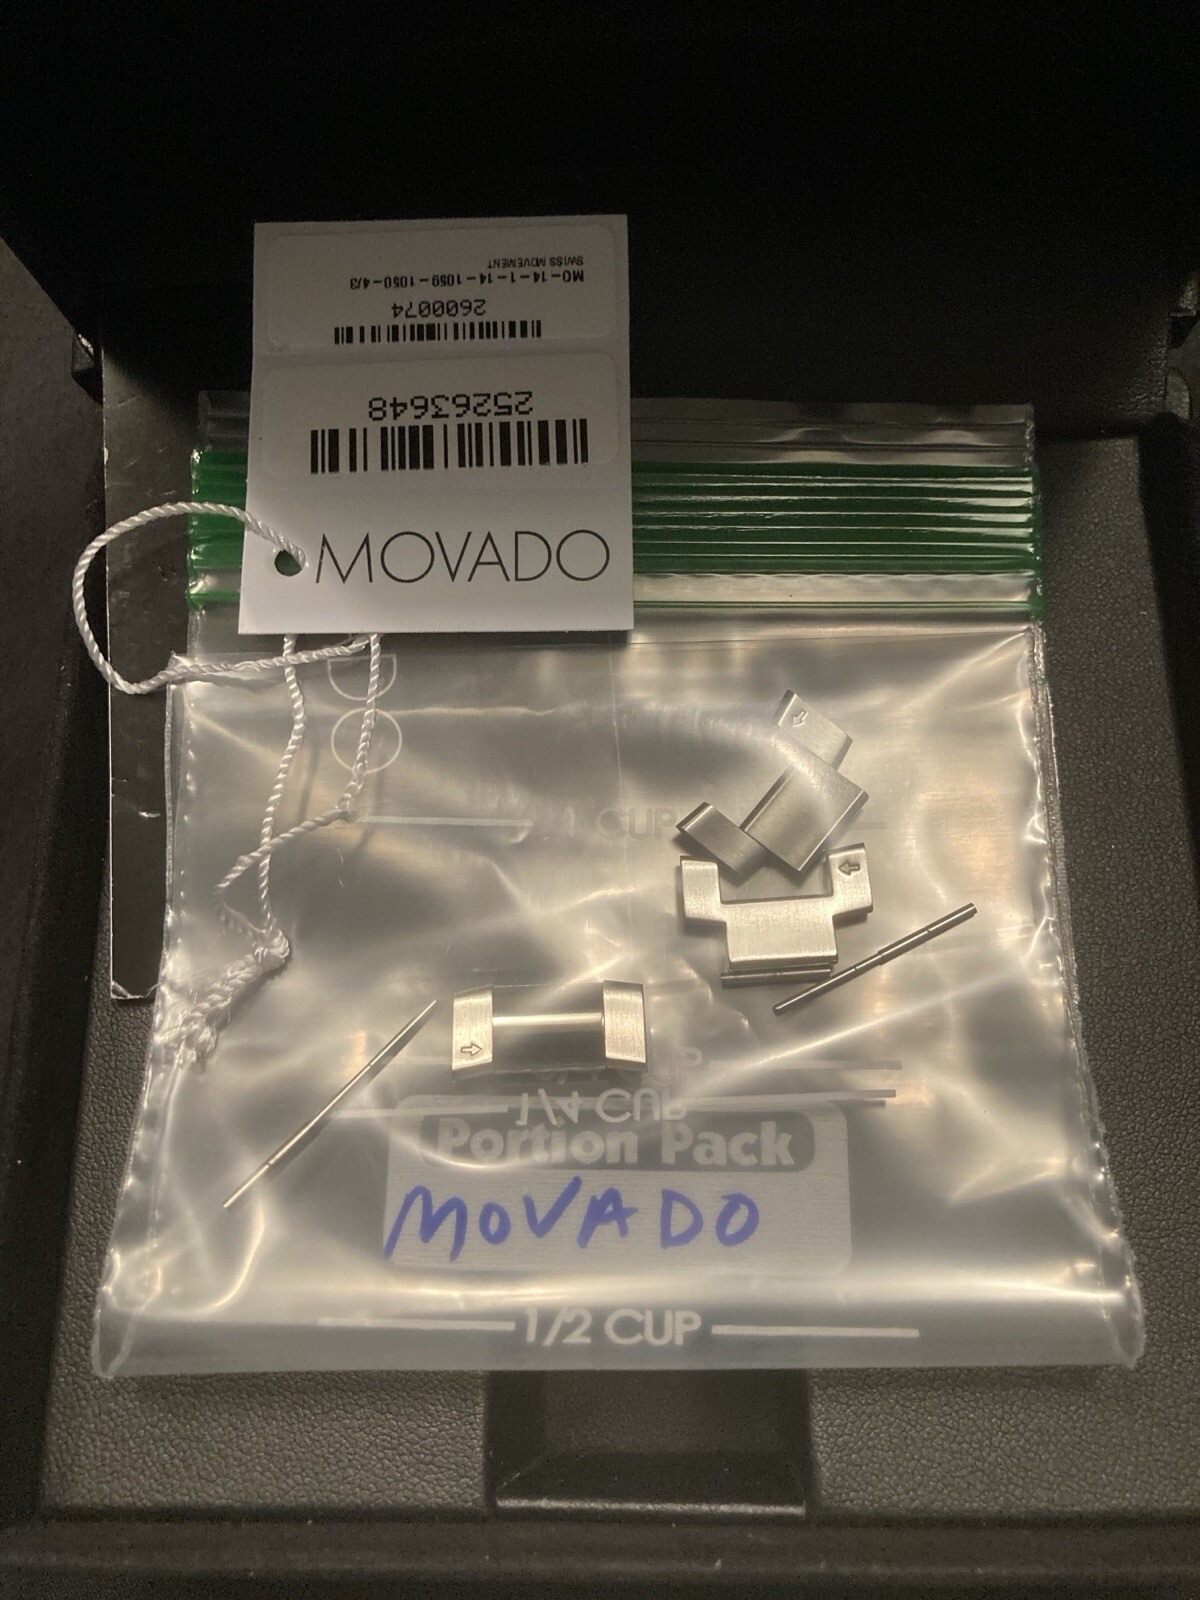 SWISS MOVEMENT
MO-14-1-14-1059-1050-4/3
2600074
25263648
MOVADO
1 CUP
1/4 CUP
Portion Pack
MOVADO
1/2 CUP